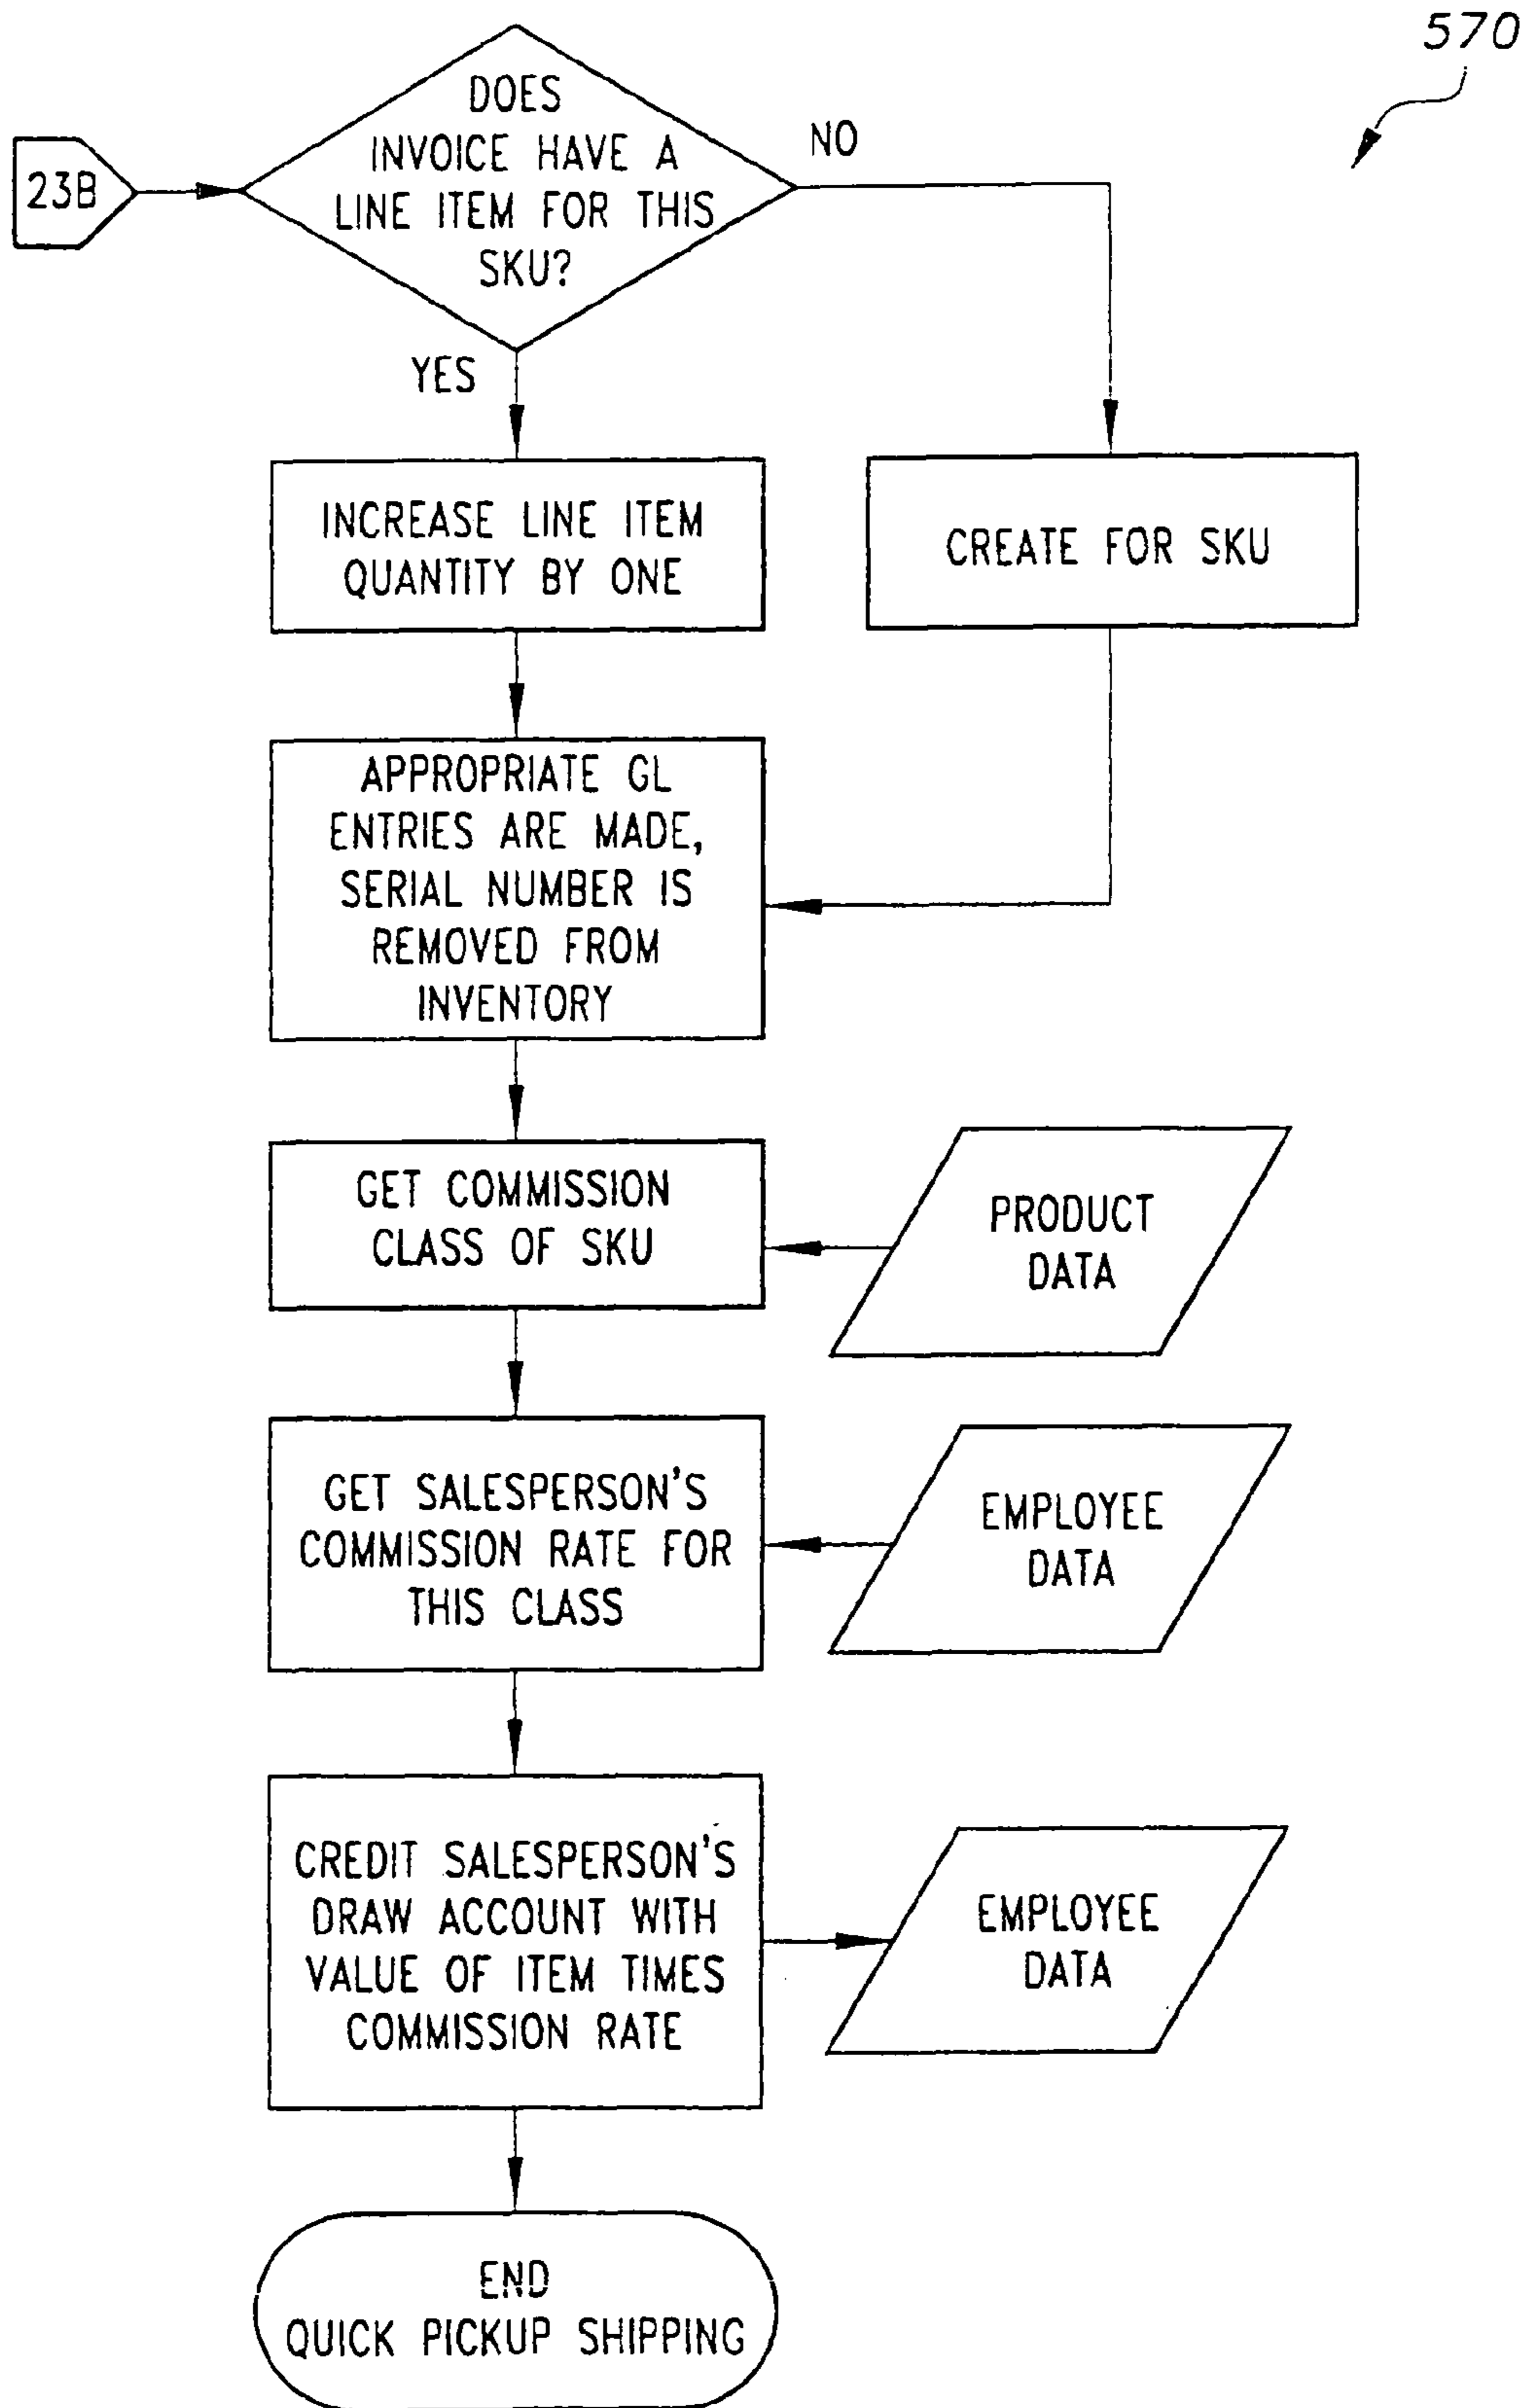 570
23B
DOES
INVOICE HAVE A
LINE ITEM FOR THIS
SKU?
NO
YES
INCREASE LINE ITEM
QUANTITY BY ONE
CREATE FOR SKU
APPROPRIATE GL
ENTRIES ARE MADE,
SERIAL NUMBER IS
REMOVED FROM
INVENTORY
GET COMMISSION
CLASS OF SKU
PRODUCT
DATA
GET SALESPERSON'S
COMMISSION RATE FOR
THIS CLASS
EMPLOYEE
DATA
CREDIT SALESPERSON'S
DRAW ACCOUNT WITH
VALUE OF ITEM TIMES
COMMISSION RATE
EMPLOYEE
DATA
END
QUICK PICKUP SHIPPING